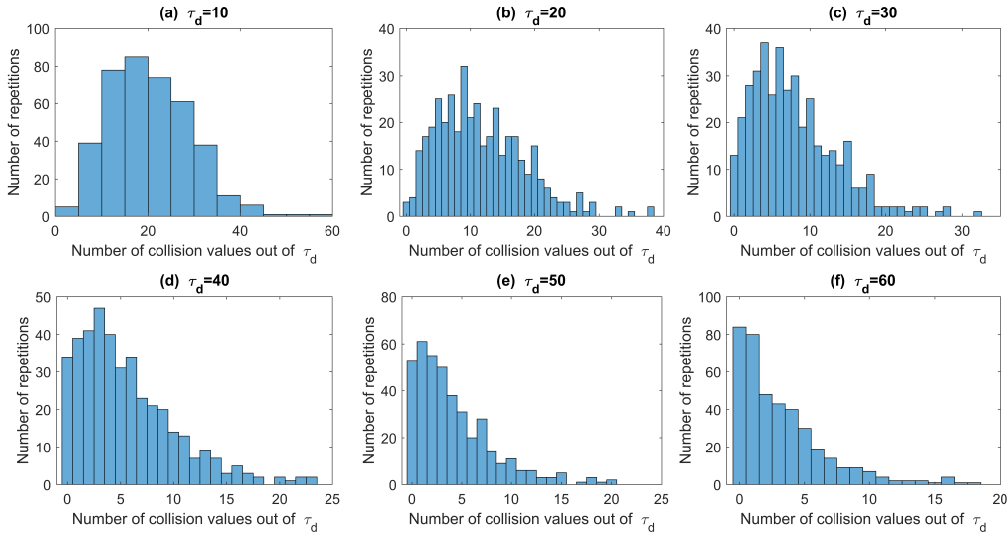 (a) τd=10
Number of repetitions
100
80
60
40
20
0
0 20 40 60
Number of collision values out of τd
(b) τd=20
Number of repetitions
40
30
20
10
0
0 10 20 30 40
Number of collision values out of τd
(c) τd=30
Number of repetitions
40
30
20
10
0
0 10 20 30
Number of collision values out of τd
(d) τd=40
Number of repetitions
50
40
30
20
10
0
0 5 10 15 20 25
Number of collision values out of τd
(e) τd=50
Number of repetitions
80
60
40
20
0
0 5 10 15 20 25
Number of collision values out of τd
(f) τd=60
Number of repetitions
100
80
60
40
20
0
0 5 10 15 20
Number of collision values out of τd